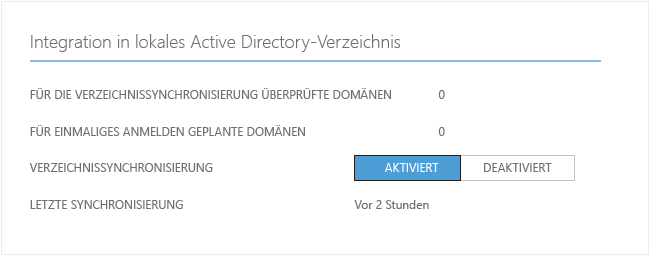 Integration in lokales Active Directory-Verzeichnis
FÜR DIE VERZEICHNISSYNCHRONISIERUNG ÜBERPRÜFTE DOMÄNEN 0
FÜR EINMALIGES ANMELDEN GEPLANTE DOMÄNEN 0
VERZEICHNISSYNCHRONISIERUNG AKTIVIERT DEAKTIVIERT
LETZTE SYNCHRONISIERUNG Vor 2 Stunden